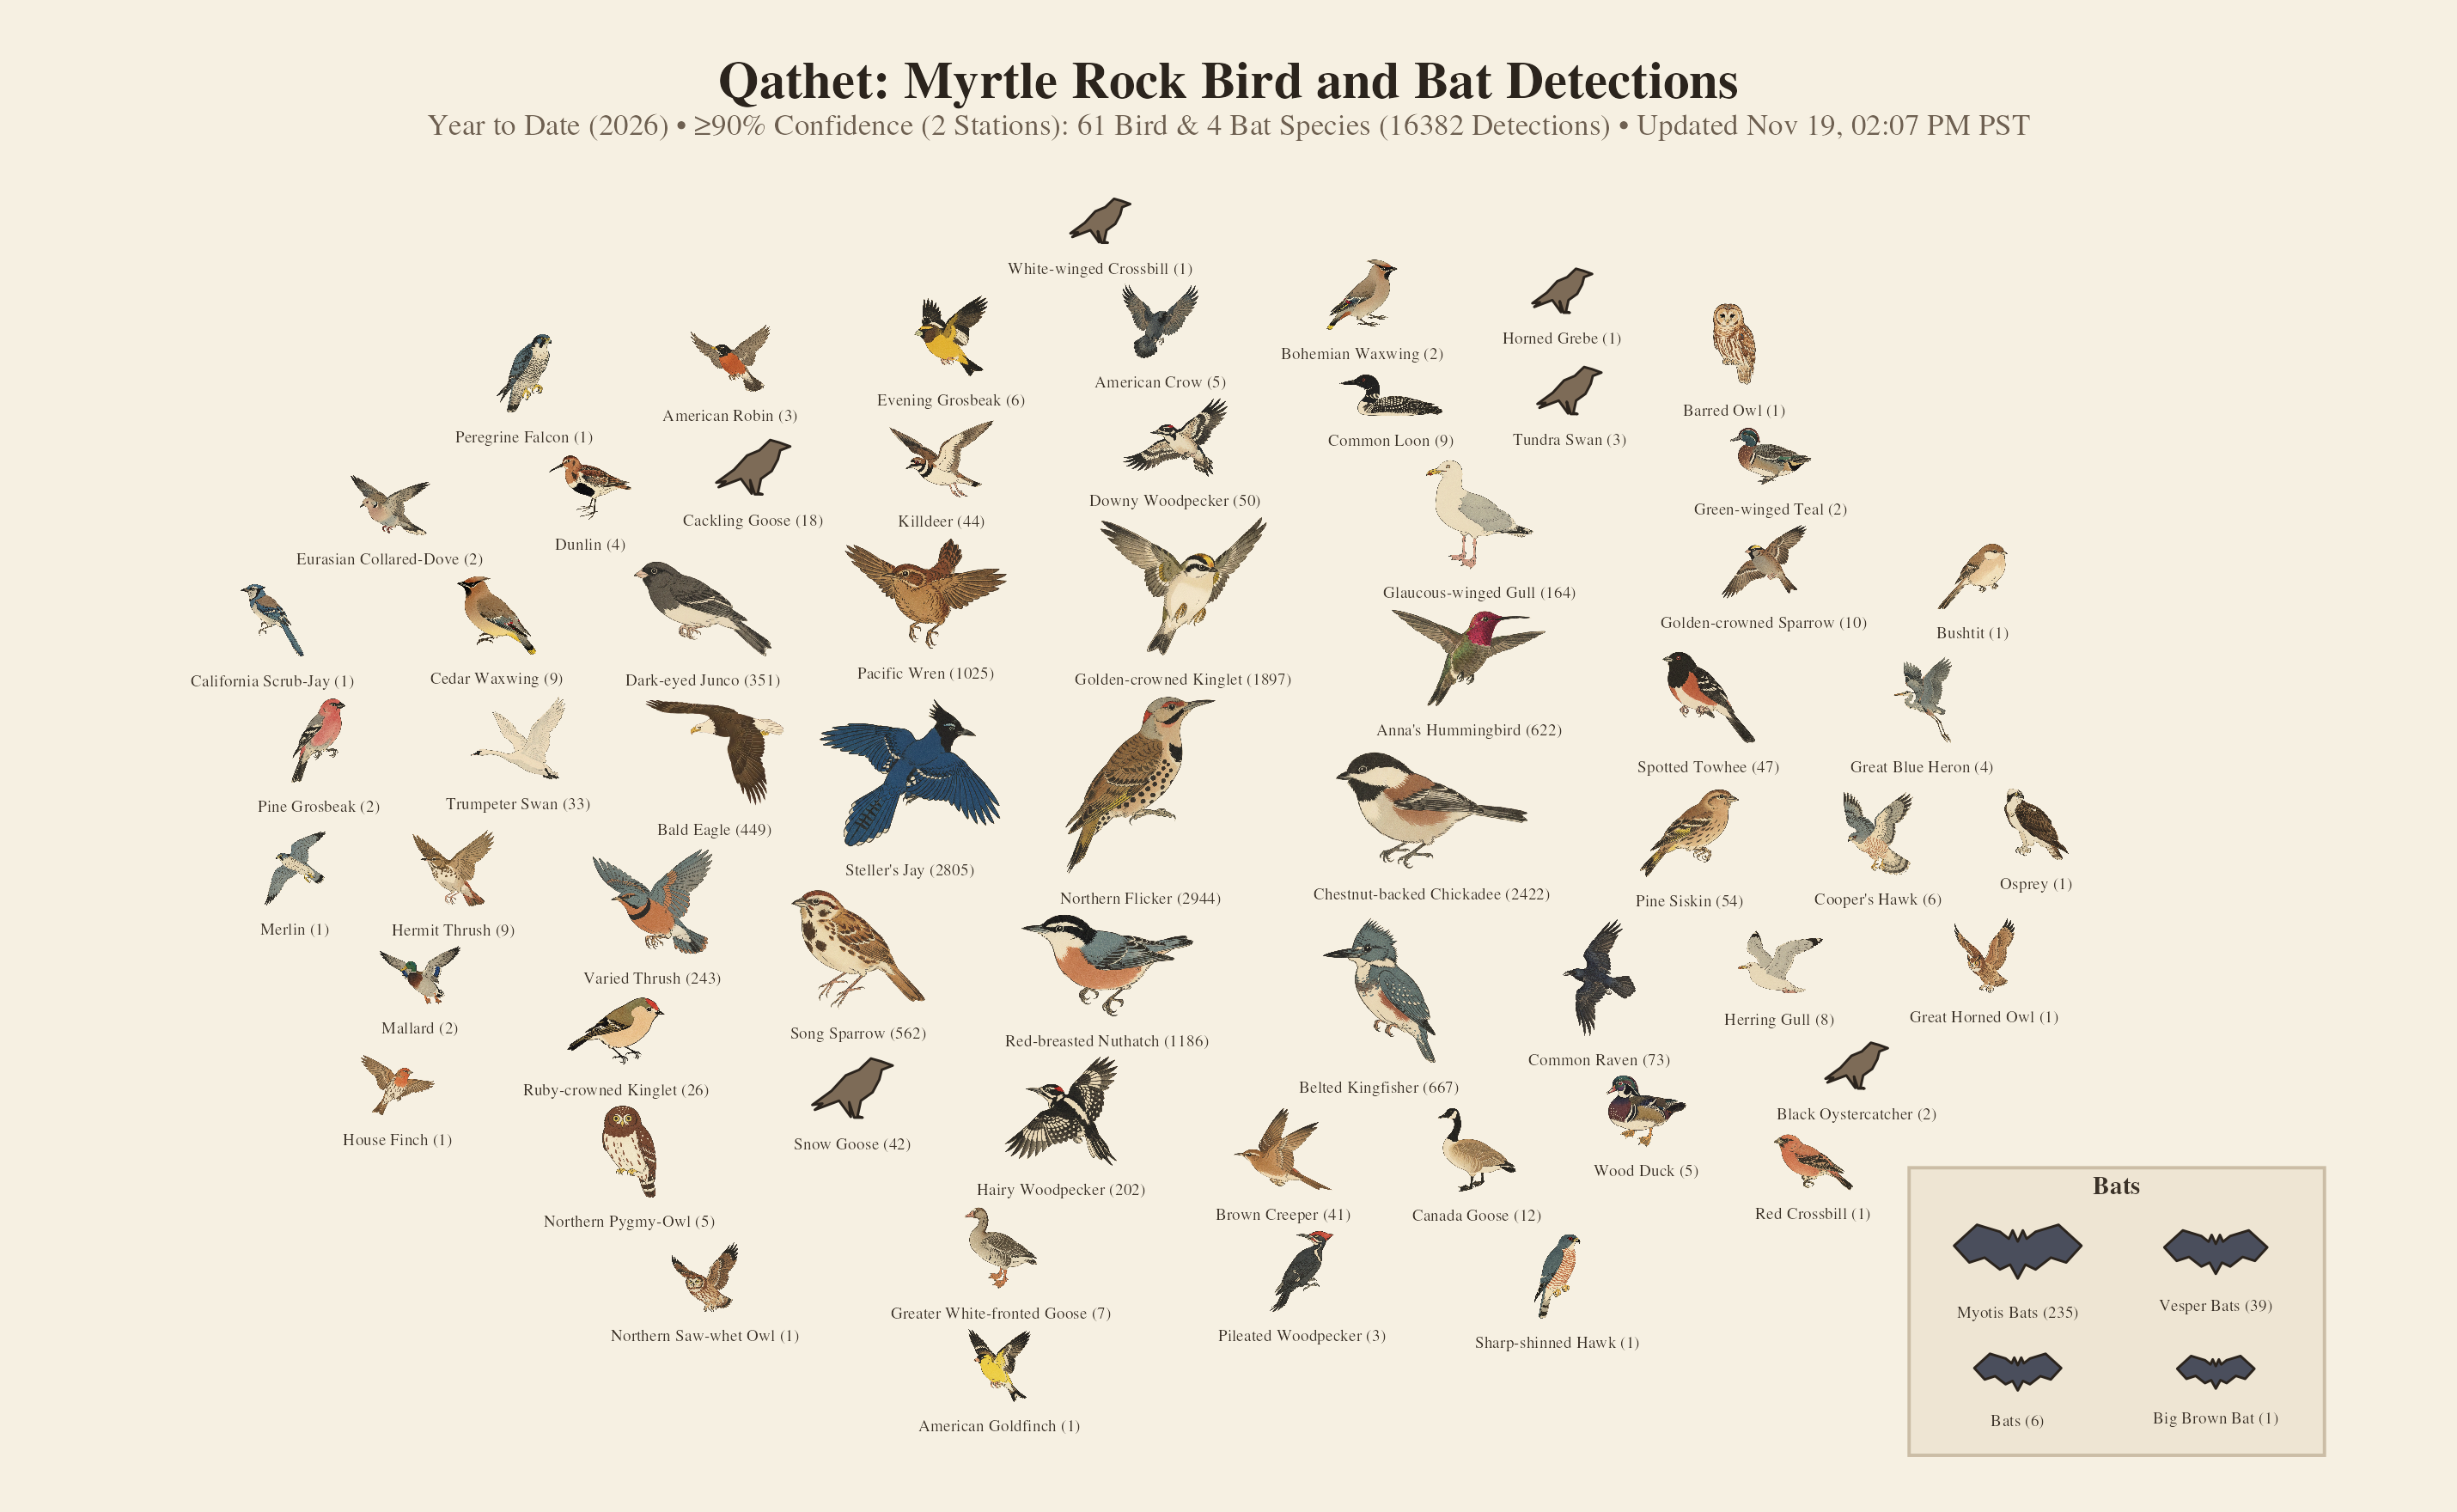 Qathet: Myrtle Rock Bird and Bat Detections
Year to Date (2026) • ≥90% Confidence (2 Stations): 61 Bird & 4 Bat Species (16382 Detections) • Updated Nov 19, 02:07 PM PST
White-winged Crossbill (1)
Horned Grebe (1)
Bohemian Waxwing (2)
American Crow (5)
Evening Grosbeak (6)
Barred Owl (1)
American Robin (3)
Peregrine Falcon (1)
Common Loon (9)
Tundra Swan (3)
Downy Woodpecker (50)
Green-winged Teal (2)
Cackling Goose (18)
Killdeer (44)
Dunlin (4)
Eurasian Collared-Dove (2)
Glaucous-winged Gull (164)
Golden-crowned Sparrow (10)
Bushtit (1)
Pacific Wren (1025)
California Scrub-Jay (1)
Cedar Waxwing (9)
Dark-eyed Junco (351)
Golden-crowned Kinglet (1897)
Anna's Hummingbird (622)
Spotted Towhee (47)
Great Blue Heron (4)
Pine Grosbeak (2)
Trumpeter Swan (33)
Bald Eagle (449)
Steller's Jay (2805)
Northern Flicker (2944)
Chestnut-backed Chickadee (2422)
Pine Siskin (54)
Cooper's Hawk (6)
Osprey (1)
Merlin (1)
Hermit Thrush (9)
Varied Thrush (243)
Mallard (2)
Song Sparrow (562)
Red-breasted Nuthatch (1186)
Herring Gull (8)
Great Horned Owl (1)
Common Raven (73)
Belted Kingfisher (667)
Ruby-crowned Kinglet (26)
Black Oystercatcher (2)
House Finch (1)
Snow Goose (42)
Wood Duck (5)
Hairy Woodpecker (202)
Brown Creeper (41)
Canada Goose (12)
Red Crossbill (1)
Northern Pygmy-Owl (5)
Greater White-fronted Goose (7)
Northern Saw-whet Owl (1)
Pileated Woodpecker (3)
Sharp-shinned Hawk (1)
American Goldfinch (1)
Bats
Myotis Bats (235)
Vesper Bats (39)
Bats (6)
Big Brown Bat (1)